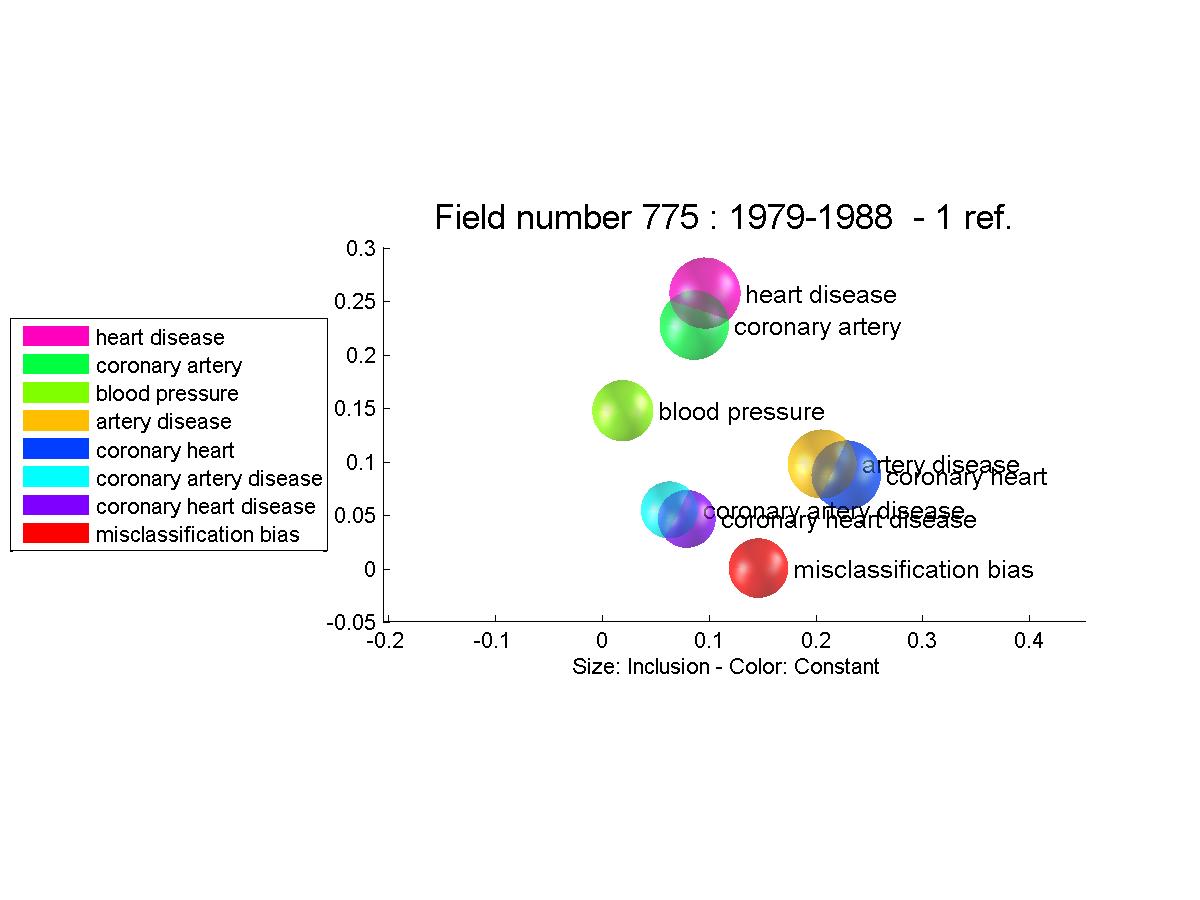 Field number 775 : 1979-1988  - 1 ref.
0.3
0.25
0.2
0.15
0.1
0.05
0
-0.05
-0.2
-0.1
0
0.1
0.2
0.3
0.4
Size: Inclusion - Color: Constant
heart disease
coronary artery
blood pressure
artery disease
coronary heart
coronary artery disease
coronary heart disease
misclassification bias
heart disease
coronary artery
blood pressure
artery disease
coronary heart
coronary artery disease
coronary heart disease
misclassification bias